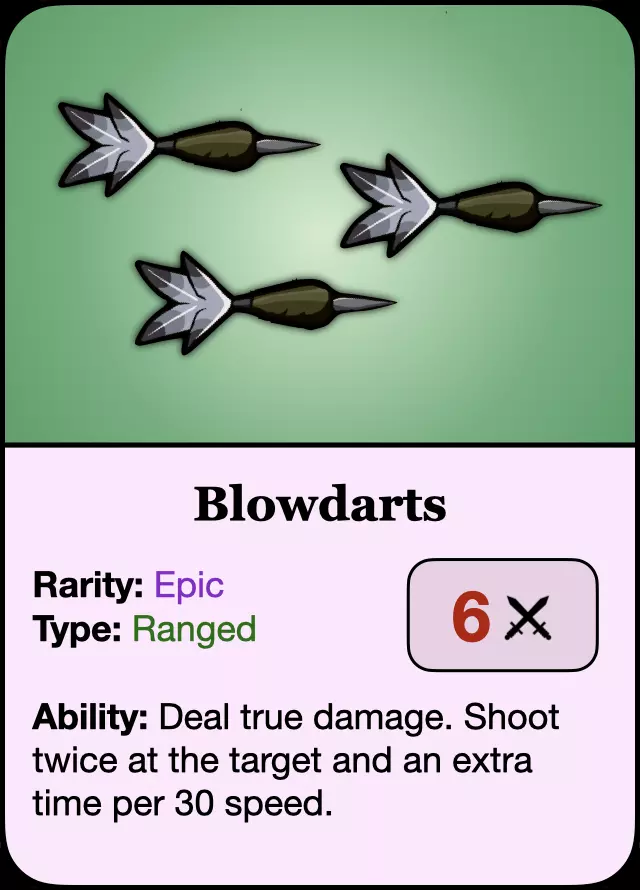 Blowdarts
Rarity: Epic
Type: Ranged
6
Ability: Deal true damage. Shoot
twice at the target and an extra
time per 30 speed.